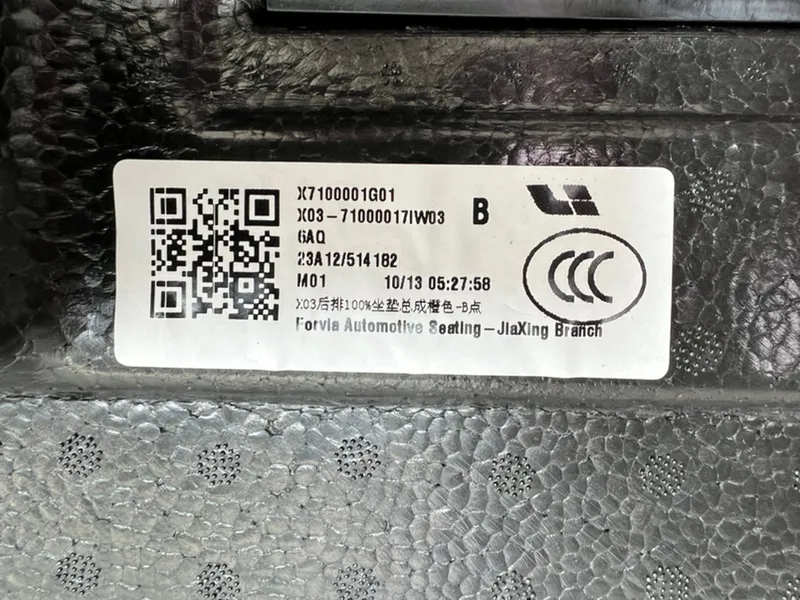 X7100001G01
X03-71000017IW03 B
6AQ
23A12/514182
M01 10/13 05:27:58
X03后排100%坐垫总成橙色-B点
Forvia Automotive Seating-JiaXing Branch
CCC